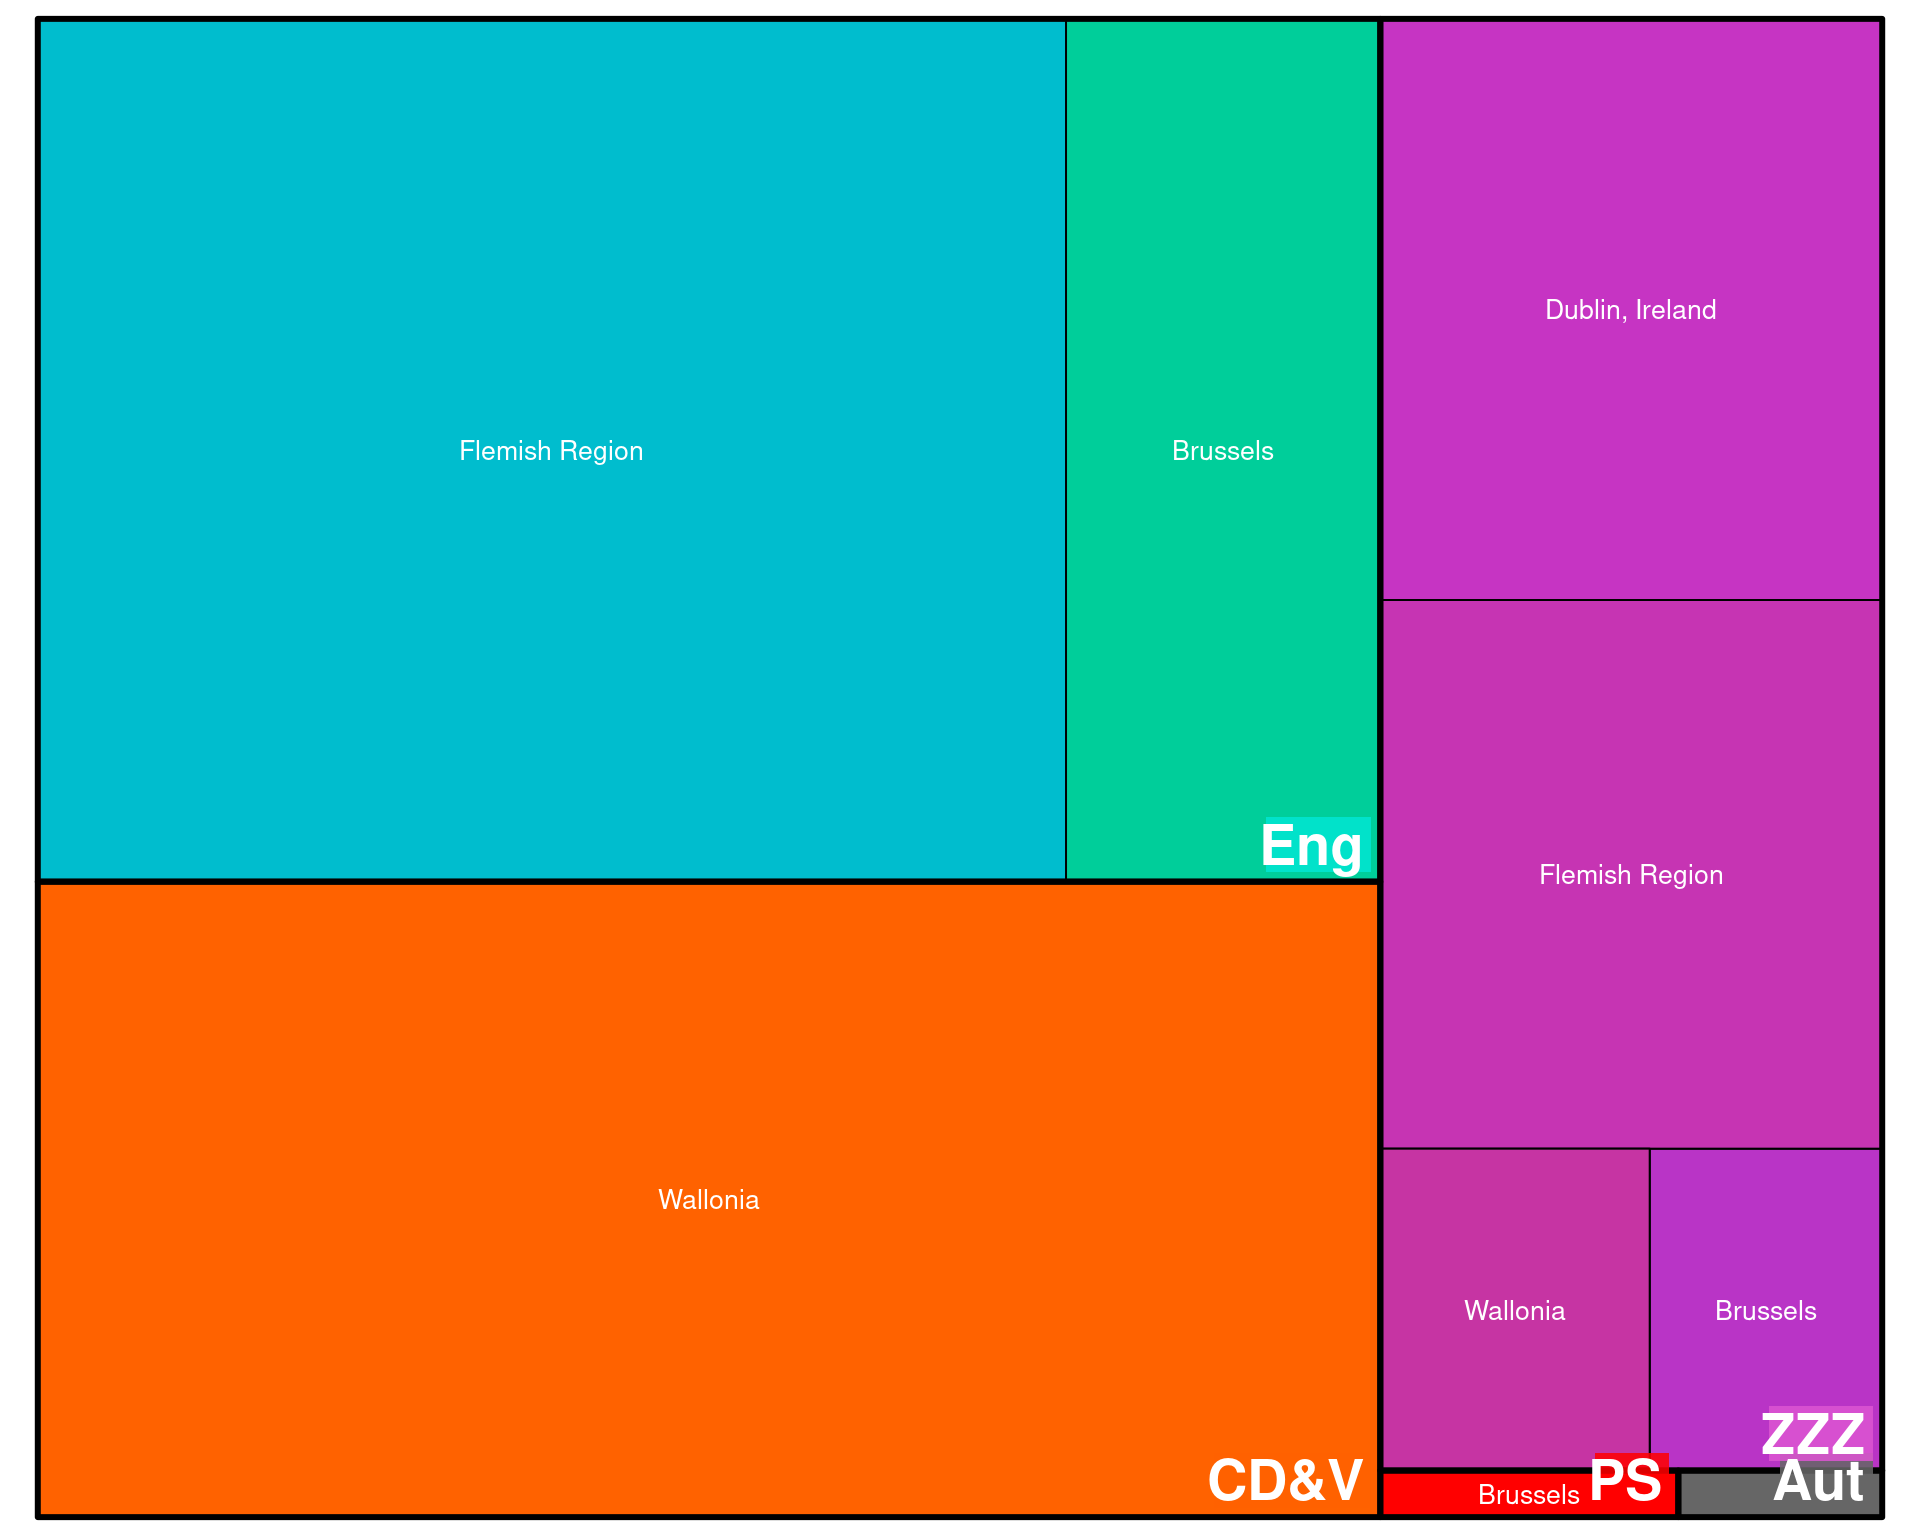 Flemish Region
Brussels
Eng
Wallonia
CD&V
Dublin, Ireland
Flemish Region
Wallonia
Brussels
ZZZ
Brussels
PS
Aut